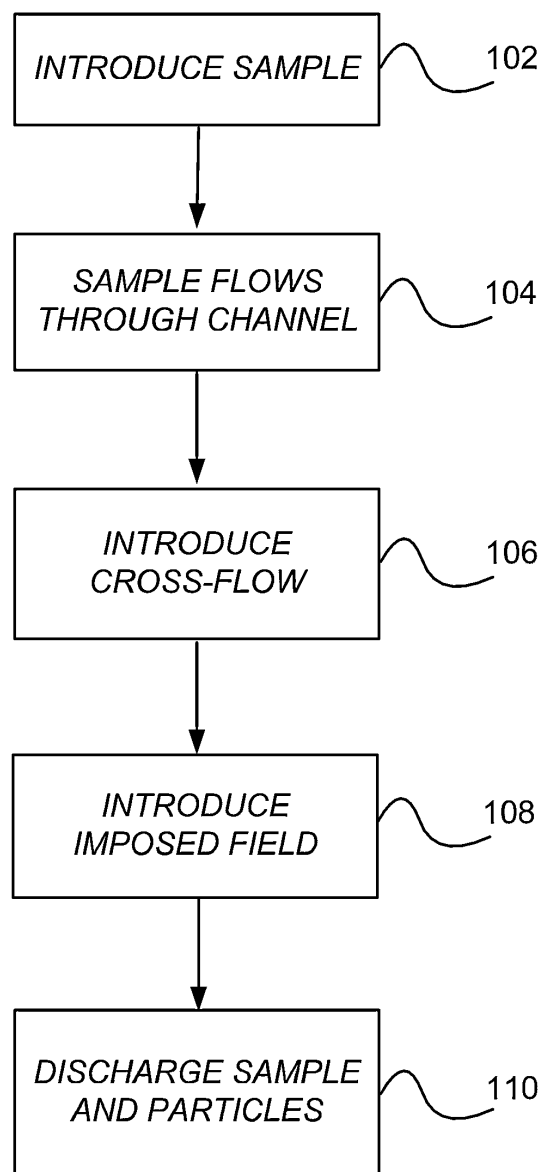 INTRODUCE SAMPLE
102
SAMPLE FLOWS
THROUGH CHANNEL
104
INTRODUCE
CROSS-FLOW
106
INTRODUCE
IMPOSED FIELD
108
DISCHARGE SAMPLE
AND PARTICLES
110